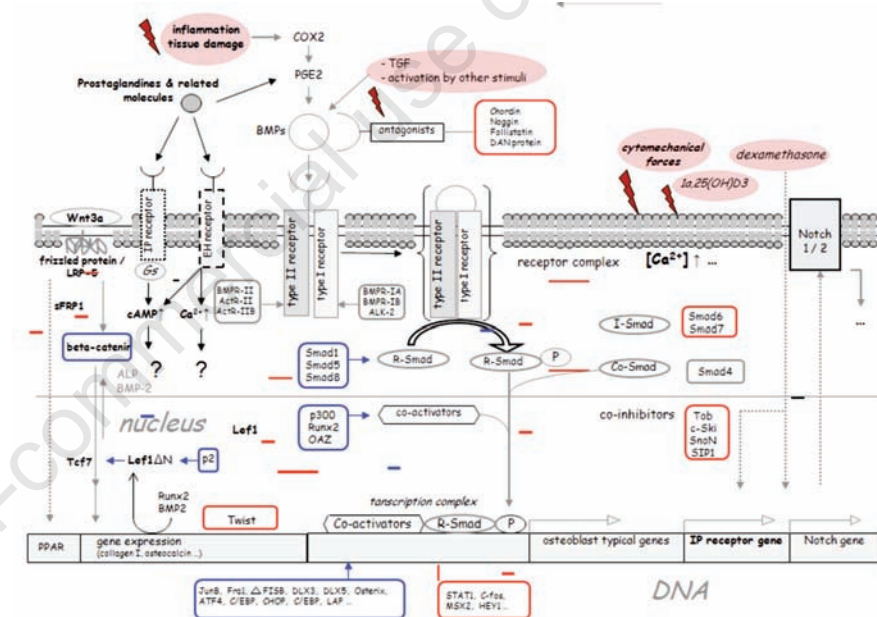 inflammation
tissue damage
COX2
PGE2
- TGF
- activation by other stimuli
Prostaglandines & related
molecules
BMPs
antagonists
Chordin
Noggin
Follistatin
DAN protein
cytomechanical
forces
dexamethasone
1a,25(OH)D3
Wnt3a
IP receptor
EH receptor
type II receptor
type I receptor
type II receptor
type I receptor
Notch
1 / 2
frizzled protein /
LRP-5
Gs
receptor complex
[Ca²⁺] ↑ ...
sFRP1
cAMP↑
Ca²⁺↑
BMPR-II
ActR-II
ActR-IIB
BMPR-IA
BMPR-IB
ALK-2
...
I-Smad
Smad6
Smad7
beta-catenin
?
?
ALP
BMP-2
Smad1
Smad5
Smad8
R-Smad
R-Smad
P
Co-Smad
Smad4
nucleus
Lef1
p300
Runx2
OAZ
co-activators
co-inhibitors
Tob
c-Ski
SnoN
SIP1
Tcf7
Lef1ΔN
p2
Runx2
BMP2
Twist
tanscription complex
Co-activators
R-Smad
P
PPAR
gene expression
(collagen I, osteocalcin ...)
osteoblast typical genes
IP receptor gene
Notch gene
JunB, Fra1, △FISB, DLX3, DLX5, Osterix,
ATF4, C/EBP, CHOP, C/EBP, LAF ...
STAT1, C-fos,
MSX2, HEY1...
DNA
-commercial use